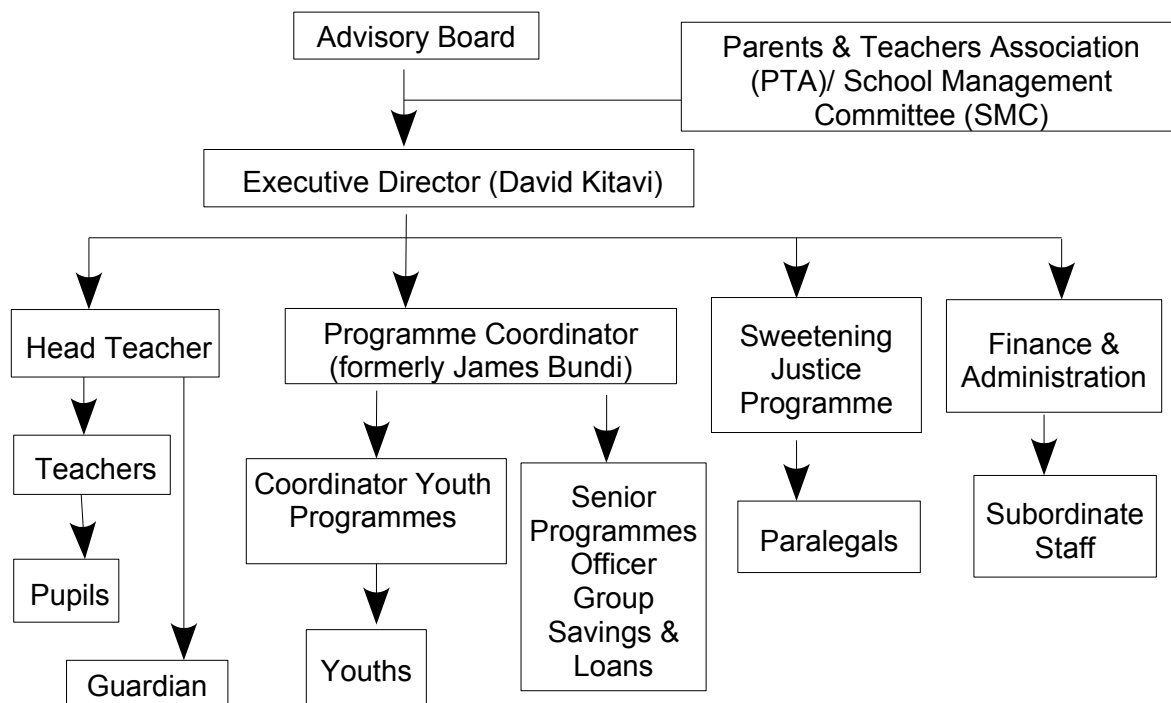 Advisory Board
Parents & Teachers Association
(PTA)/ School Management
Committee (SMC)
Executive Director (David Kitavi)
Head Teacher
Programme Coordinator
(formerly James Bundi)
Sweetening
Justice
Programme
Finance &
Administration
Teachers
Coordinator Youth
Programmes
Senior
Programmes
Officer
Group
Savings &
Loans
Paralegals
Subordinate
Staff
Pupils
Youths
Guardian